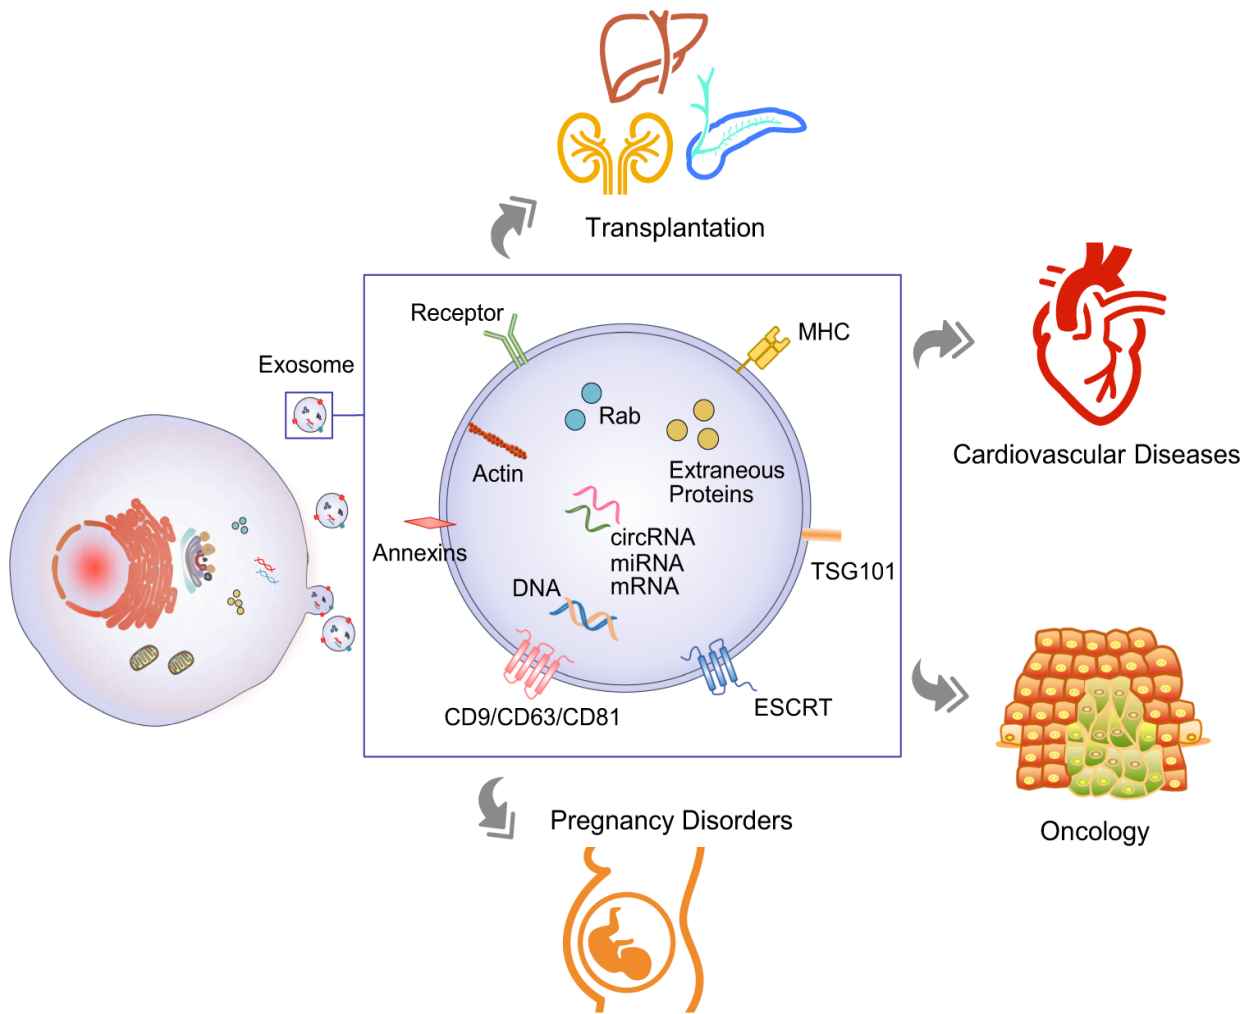 Transplantation
Receptor
MHC
Exosome
Rab
Extraneous
Proteins
Actin
Cardiovascular Diseases
circRNA
miRNA
mRNA
Annexins
TSG101
DNA
CD9/CD63/CD81
ESCRT
Pregnancy Disorders
Oncology